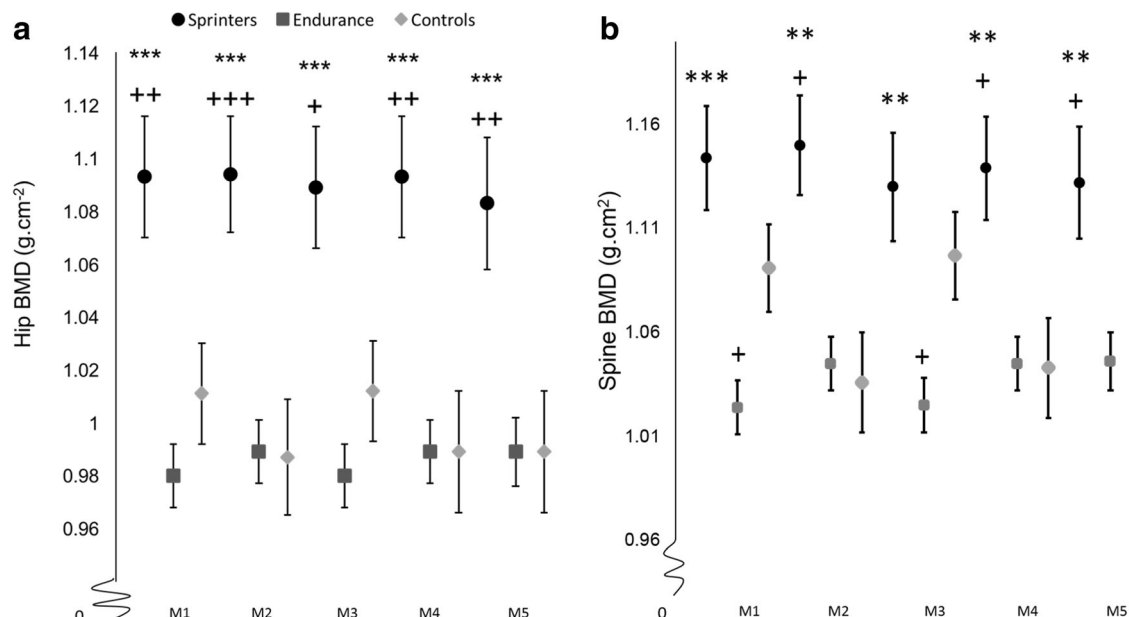 a
Sprinters Endurance Controls
Hip BMD (g.cm-2)
1.14
1.12
1.1
1.08
1.06
1.04
1.02
1
0.98
0.96
0
*** *** *** *** ***
++ +++ + ++ ++
M1 M2 M3 M4 M5
b
Spine BMD (g.cm2)
1.16
1.11
1.06
1.01
0.96
0
*** ** ** ** **
+ + +
+ +
M1 M2 M3 M4 M5